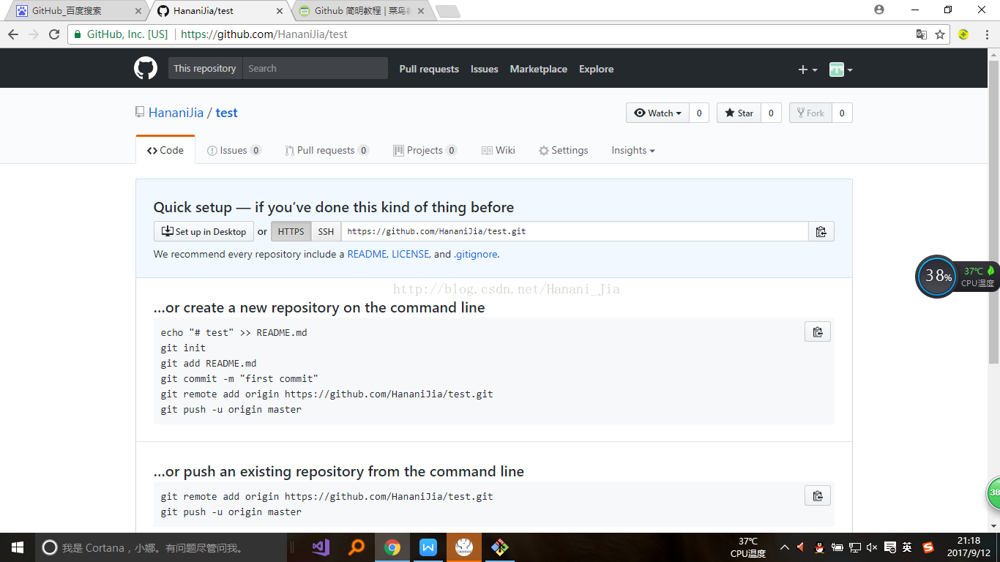 GitHub_百度搜索
HananiJia/test
Github 简明教程 | 菜鸟
GitHub, Inc. [US]
https://github.com/HananiJia/test
This repository
Search
Pull requests
Issues
Marketplace
Explore
HananiJia / test
Watch
0
Star
0
Fork
0
Code
Issues 0
Pull requests 0
Projects 0
Wiki
Settings
Insights
Quick setup — if you’ve done this kind of thing before
Set up in Desktop
or
HTTPS
SSH
https://github.com/HananiJia/test.git
We recommend every repository include a README, LICENSE, and .gitignore.
http://blog.csdn.net/Hanani_Jia
38%
37℃
CPU温度
…or create a new repository on the command line
echo "# test" >> README.md
git init
git add README.md
git commit -m "first commit"
git remote add origin https://github.com/HananiJia/test.git
git push -u origin master
…or push an existing repository from the command line
git remote add origin https://github.com/HananiJia/test.git
git push -u origin master
38
我是 Cortana，小娜。有问题尽管问我。
37℃
CPU温度
英
21:18
2017/9/12